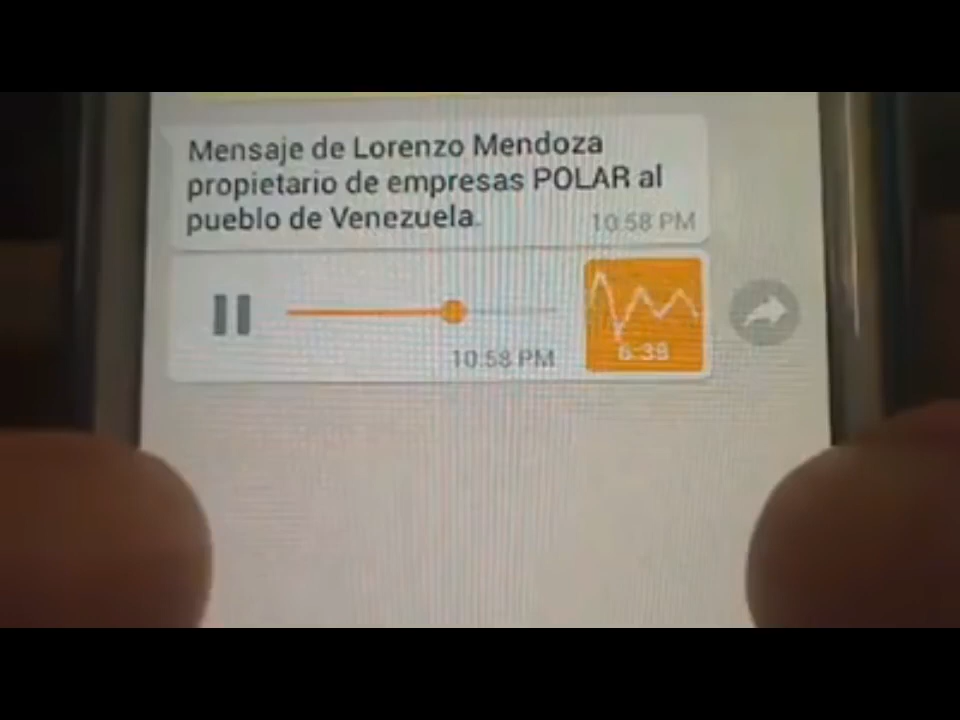 Mensaje de Lorenzo Mendoza
propietario de empresas POLAR al
pueblo de Venezuela.
10:58 PM
10:58 PM
6:39